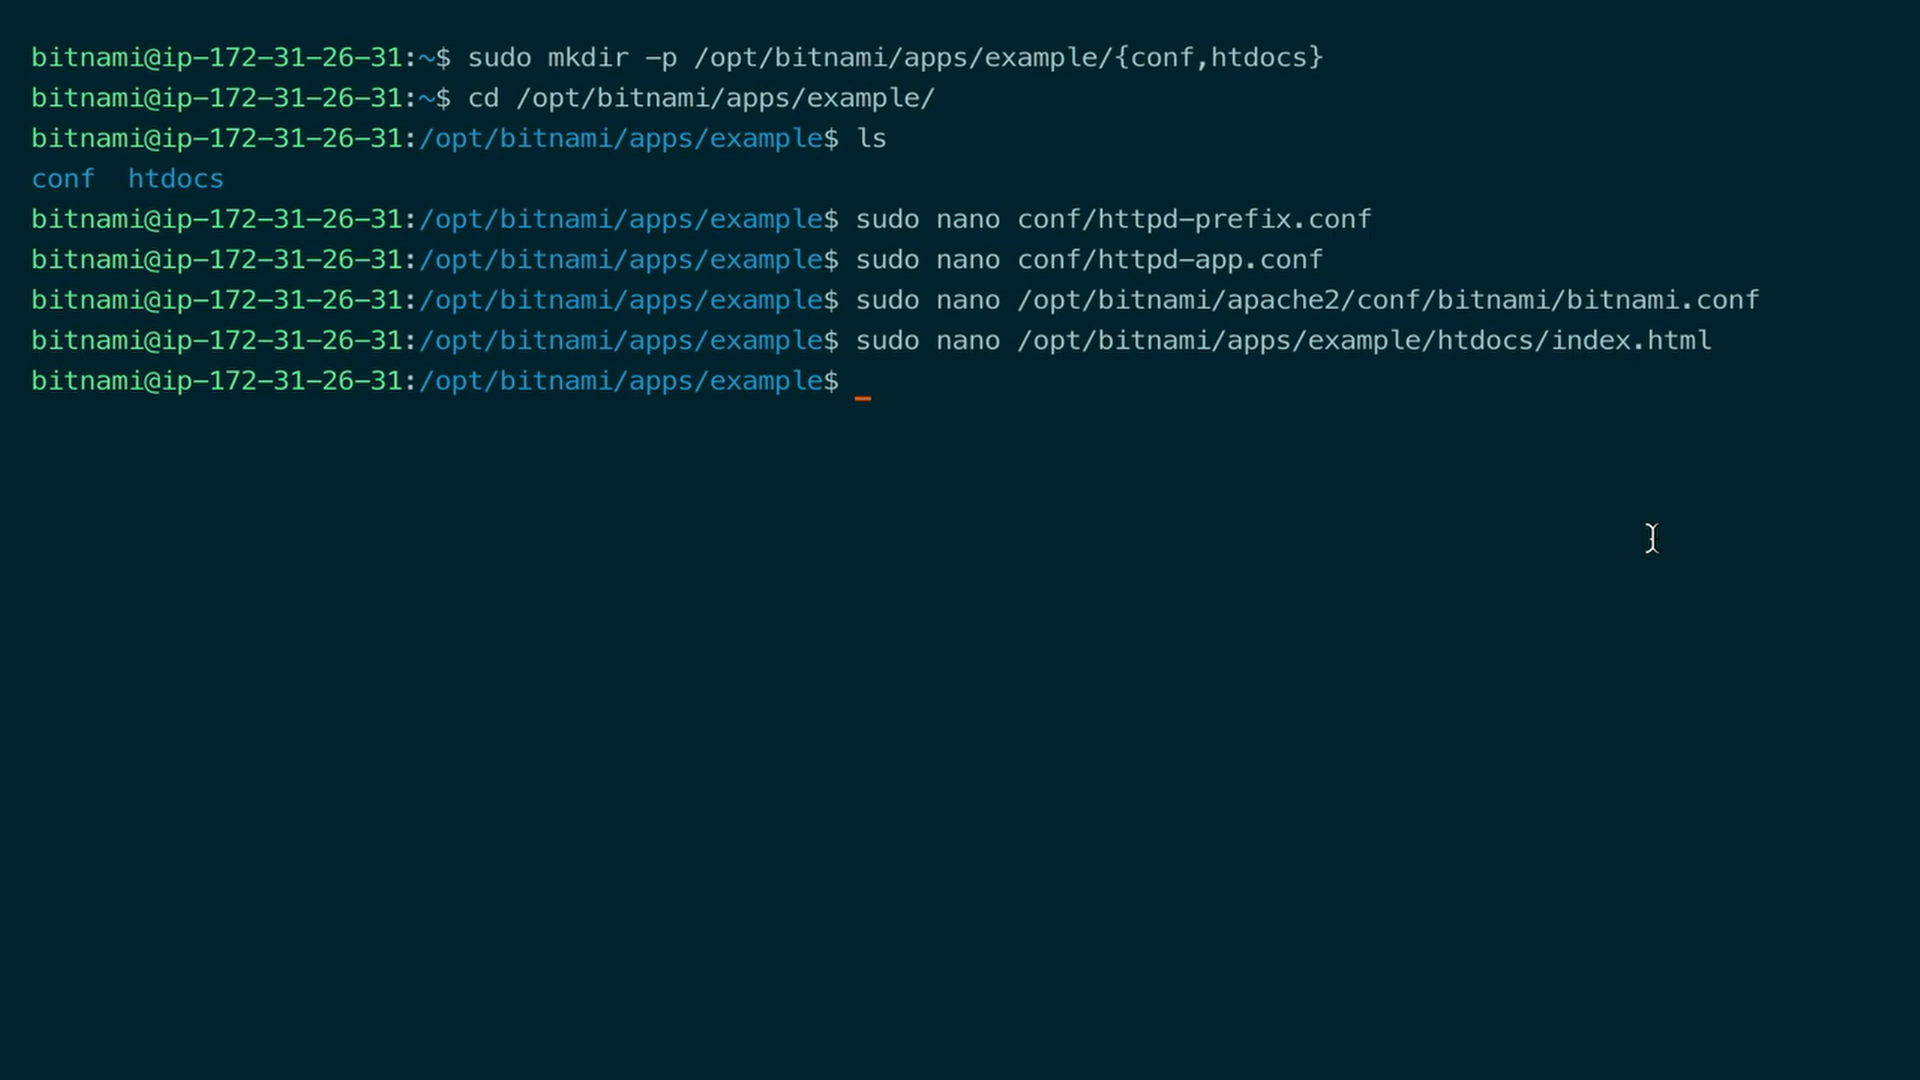 bitnami@ip-172-31-26-31:~$ sudo mkdir -p /opt/bitnami/apps/example/{conf,htdocs}
bitnami@ip-172-31-26-31:~$ cd /opt/bitnami/apps/example/
bitnami@ip-172-31-26-31:/opt/bitnami/apps/example$ ls
conf  htdocs
bitnami@ip-172-31-26-31:/opt/bitnami/apps/example$ sudo nano conf/httpd-prefix.conf
bitnami@ip-172-31-26-31:/opt/bitnami/apps/example$ sudo nano conf/httpd-app.conf
bitnami@ip-172-31-26-31:/opt/bitnami/apps/example$ sudo nano /opt/bitnami/apache2/conf/bitnami/bitnami.conf
bitnami@ip-172-31-26-31:/opt/bitnami/apps/example$ sudo nano /opt/bitnami/apps/example/htdocs/index.html
bitnami@ip-172-31-26-31:/opt/bitnami/apps/example$ _